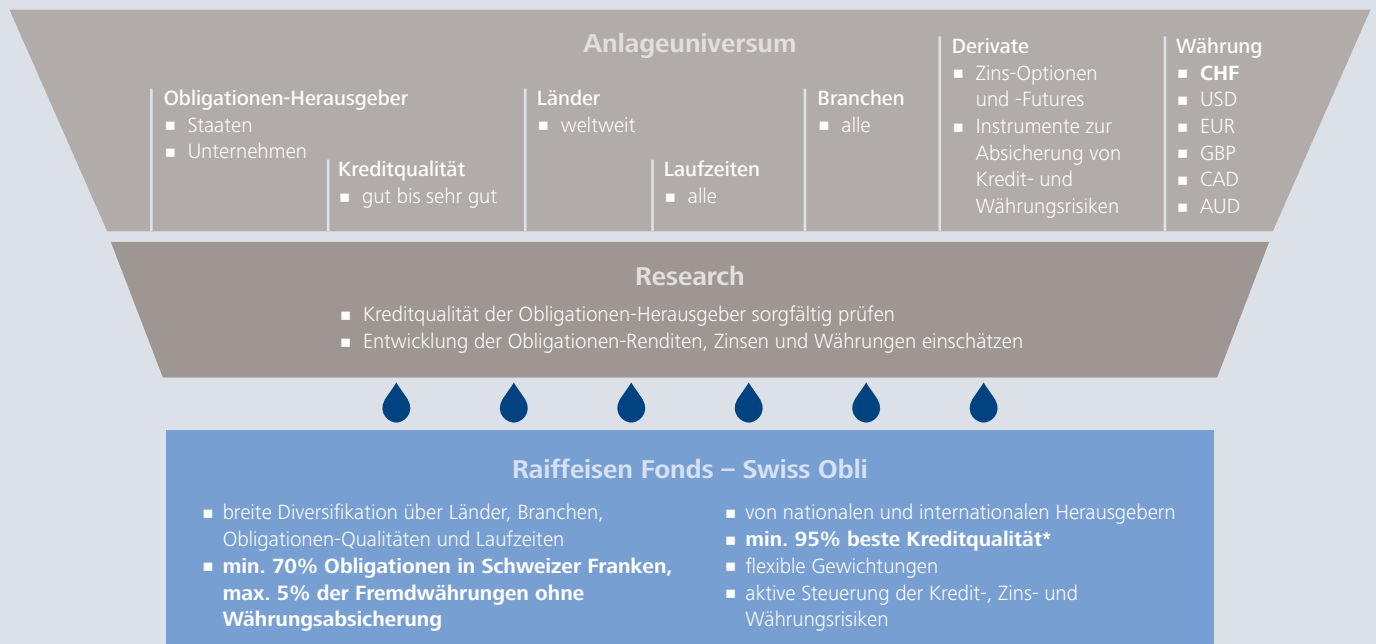 Anlageuniversum
Obligationen-Herausgeber
■ Staaten
■ Unternehmen
Kreditqualität
■ gut bis sehr gut
Länder
■ weltweit
Laufzeiten
■ alle
Branchen
■ alle
Derivate
■ Zins-Optionen
und -Futures
■ Instrumente zur
Absicherung von
Kredit- und
Währungsrisiken
Währung
■ CHF
■ USD
■ EUR
■ GBP
■ CAD
■ AUD
Research
■ Kreditqualität der Obligationen-Herausgeber sorgfältig prüfen
■ Entwicklung der Obligationen-Renditen, Zinsen und Währungen einschätzen
Raiffeisen Fonds – Swiss Obli
■ breite Diversifikation über Länder, Branchen,
Obligationen-Qualitäten und Laufzeiten
■ min. 70% Obligationen in Schweizer Franken,
max. 5% der Fremdwährungen ohne
Währungsabsicherung
■ von nationalen und internationalen Herausgebern
■ min. 95% beste Kreditqualität*
■ flexible Gewichtungen
■ aktive Steuerung der Kredit-, Zins- und
Währungsrisiken